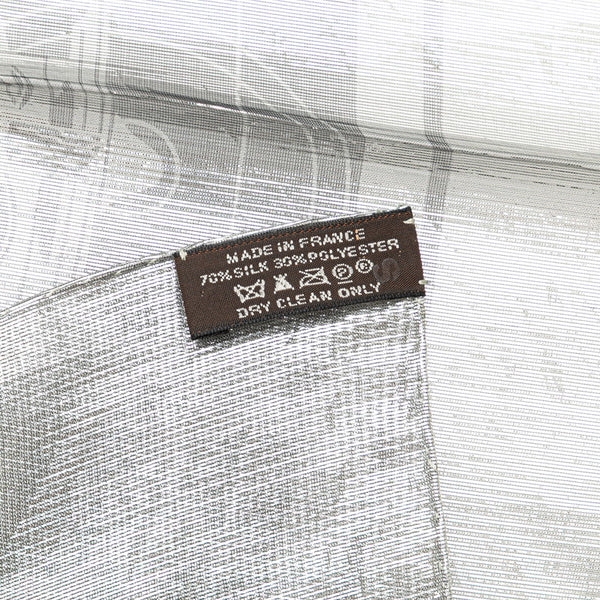 MADE IN FRANCE
70% SILK 30% POLYESTER
DRY CLEAN ONLY